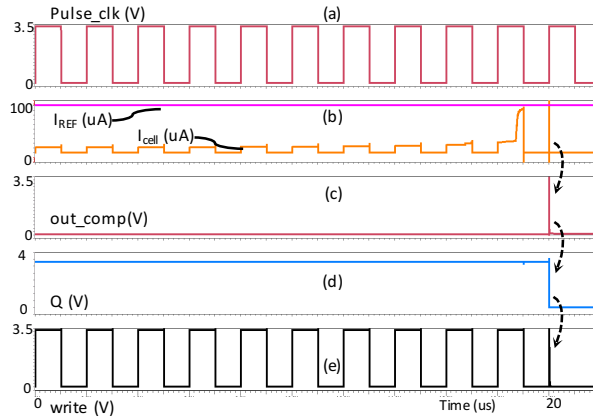 Pulse_clk (V) (a)
3.5
0
100 (b)
I_REF (uA)
I_cell (uA)
0
3.5 (c)
out_comp(V)
0
4
(d)
Q (V)
0
3.5
(e)
0
0 Time (us) 20
write (V)